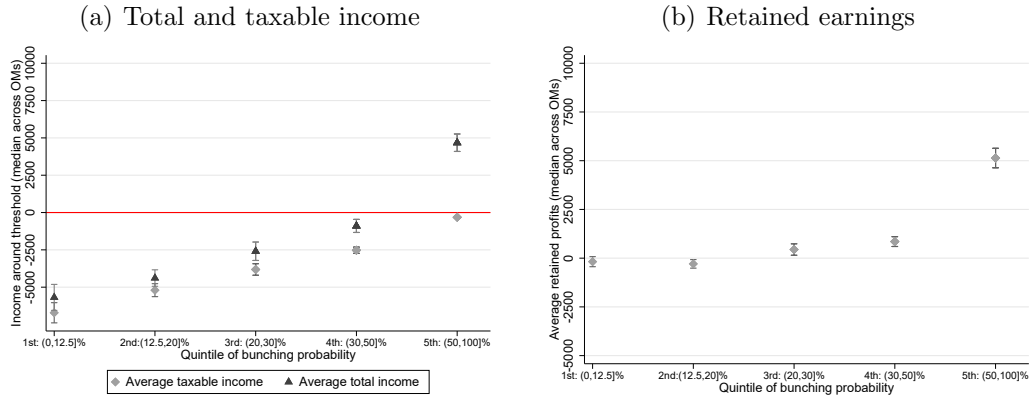 (a) Total and taxable income
Income around threshold (median across OMs)
10000
7500
5000
2500
0
-2500
-5000
1st: (0,12.5]%
2nd:(12.5,20]%
3rd: (20,30]%
4th: (30,50]%
5th: (50,100]%
Quintile of bunching probability
Average taxable income
Average total income
(b) Retained earnings
Average retained profits (median across OMs)
10000
7500
5000
2500
0
-2500
-5000
1st: (0,12.5]%
2nd:(12.5,20]%
3rd: (20,30]%
4th: (30,50]%
5th: (50,100]%
Quintile of bunching probability